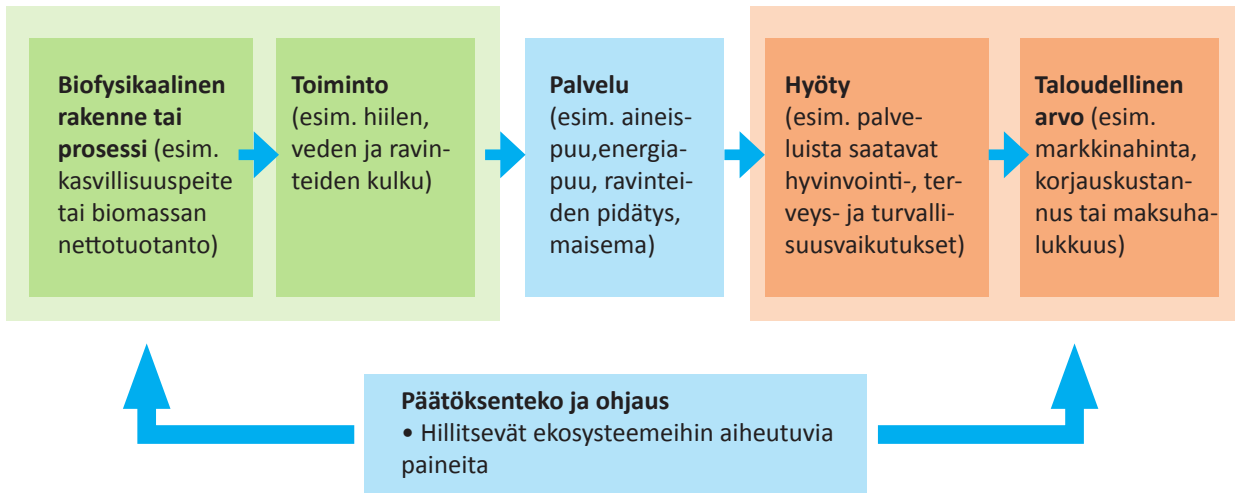 Biofysikaalinen
rakenne tai
prosessi (esim.
kasvillisuuspeite
tai biomassan
nettotuotanto)
Toiminto
(esim. hiilen,
veden ja ravin-
teiden kulku)
Palvelu
(esim. aineis-
puu,energia-
puu, ravintei-
den pidätys,
maisema)
Hyöty
(esim. palve-
luista saatavat
hyvinvointi-, ter-
veys- ja turvalli-
suusvaikutukset)
Taloudellinen
arvo (esim.
markkinahinta,
korjauskustan-
nus tai maksuha-
lukkuus)
Päätöksenteko ja ohjaus
• Hillitsevät ekosysteemeihin aiheutuvia
paineita